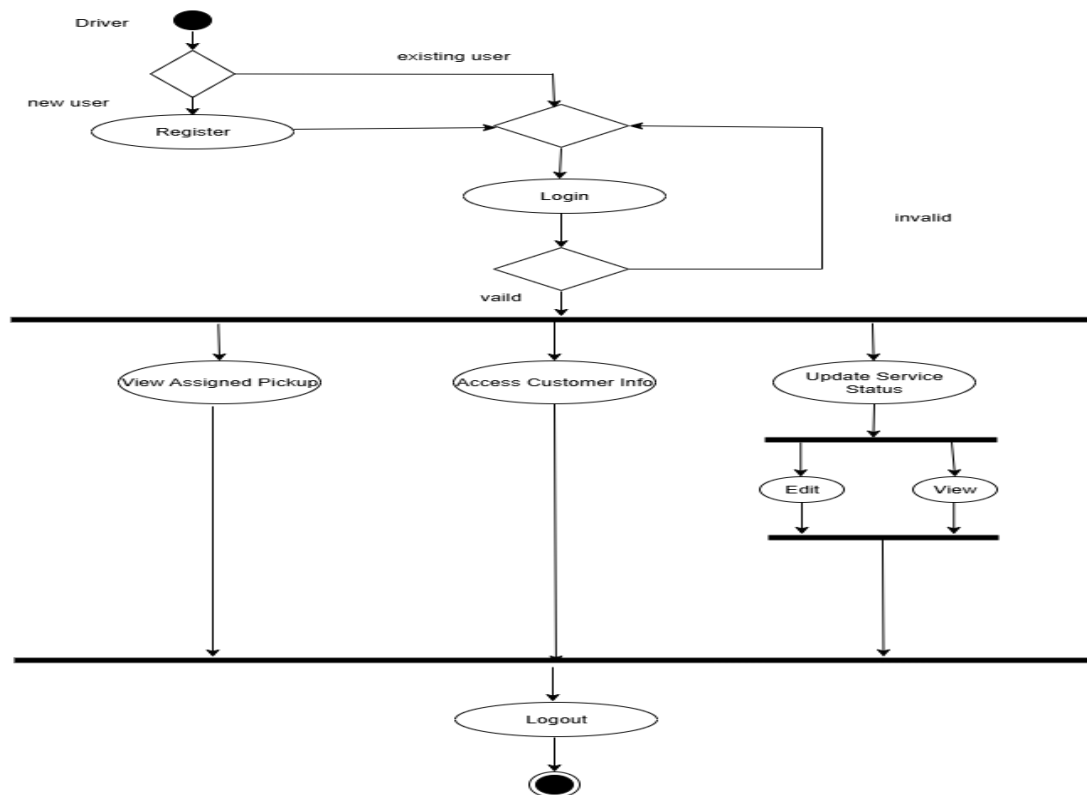 Driver
existing user
new user
Register
Login
invalid
vaild
View Assigned Pickup
Access Customer Info
Update Service
Status
Edit
View
Logout